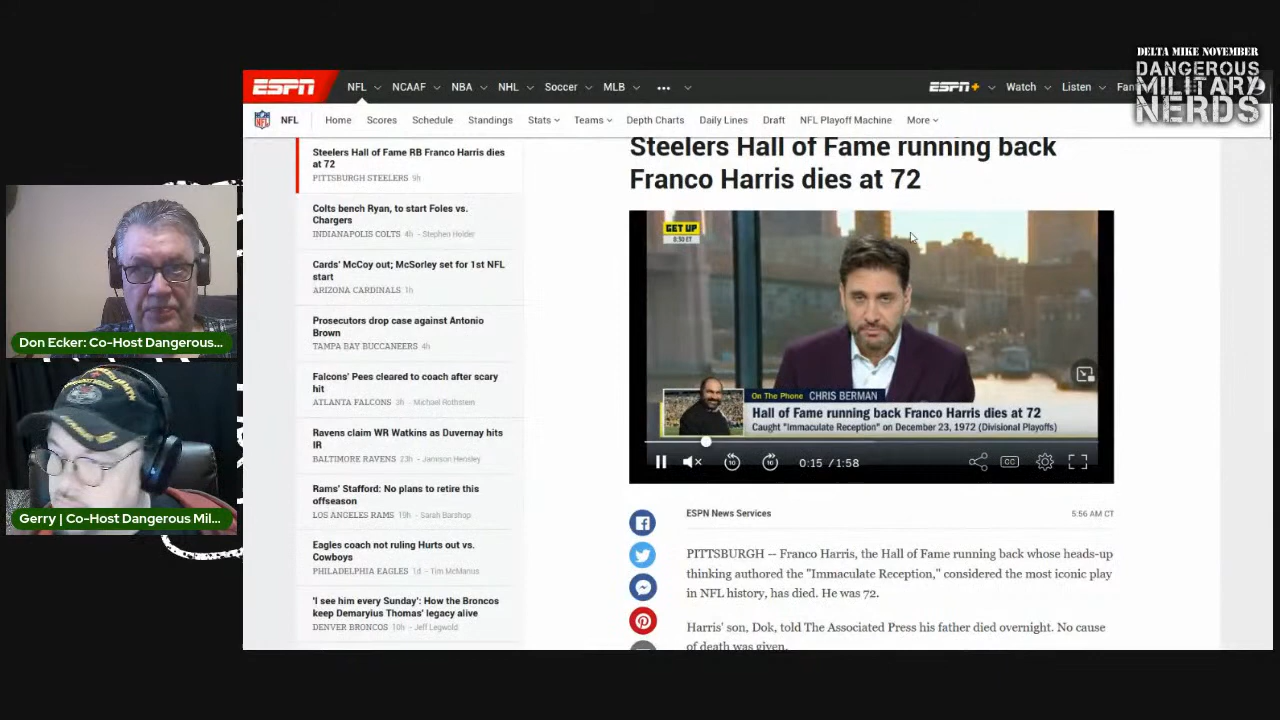 DELTA MIKE NOVEMBER
DANGEROUS
MILITARY
NERDS
ESPN
NFL
NCAAF
NBA
NHL
Soccer
MLB
•••
ESPN+
Watch
Listen
NFL
Home
Scores
Schedule
Standings
Stats
Teams
Depth Charts
Daily Lines
Draft
NFL Playoff Machine
More
Steelers Hall of Fame RB Franco Harris dies
at 72
PITTSBURGH STEELERS 9h
Colts bench Ryan, to start Foles vs.
Chargers
INDIANAPOLIS COLTS 4h - Stephen Holder
Cards' McCoy out; McSorley set for 1st NFL
start
ARIZONA CARDINALS 1h
Prosecutors drop case against Antonio
Brown
TAMPA BAY BUCCANEERS 4h
Falcons' Pees cleared to coach after scary
hit
ATLANTA FALCONS 3h - Michael Rothstein
Ravens claim WR Watkins as Duvernay hits
IR
BALTIMORE RAVENS 23h - Jamison Hensley
Rams' Stafford: No plans to retire this
offseason
LOS ANGELES RAMS 19h - Sarah Barshop
Eagles coach not ruling Hurts out vs.
Cowboys
PHILADELPHIA EAGLES 1d - Tim McManus
'I see him every Sunday': How the Broncos
keep Demaryius Thomas' legacy alive
DENVER BRONCOS 10h - Jeff Legwold
Steelers Hall of Fame running back
Franco Harris dies at 72
GET UP
8:50 ET
On The Phone CHRIS BERMAN
Hall of Fame running back Franco Harris dies at 72
Caught "Immaculate Reception" on December 23, 1972 (Divisional Playoffs)
10
10
0:15 / 1:58
CC
ESPN News Services
5:56 AM CT
PITTSBURGH -- Franco Harris, the Hall of Fame running back whose heads-up
thinking authored the "Immaculate Reception," considered the most iconic play
in NFL history, has died. He was 72.
Harris' son, Dok, told The Associated Press his father died overnight. No cause
of death was given.
Don Ecker: Co-Host Dangerous...
Gerry | Co-Host Dangerous Mil...